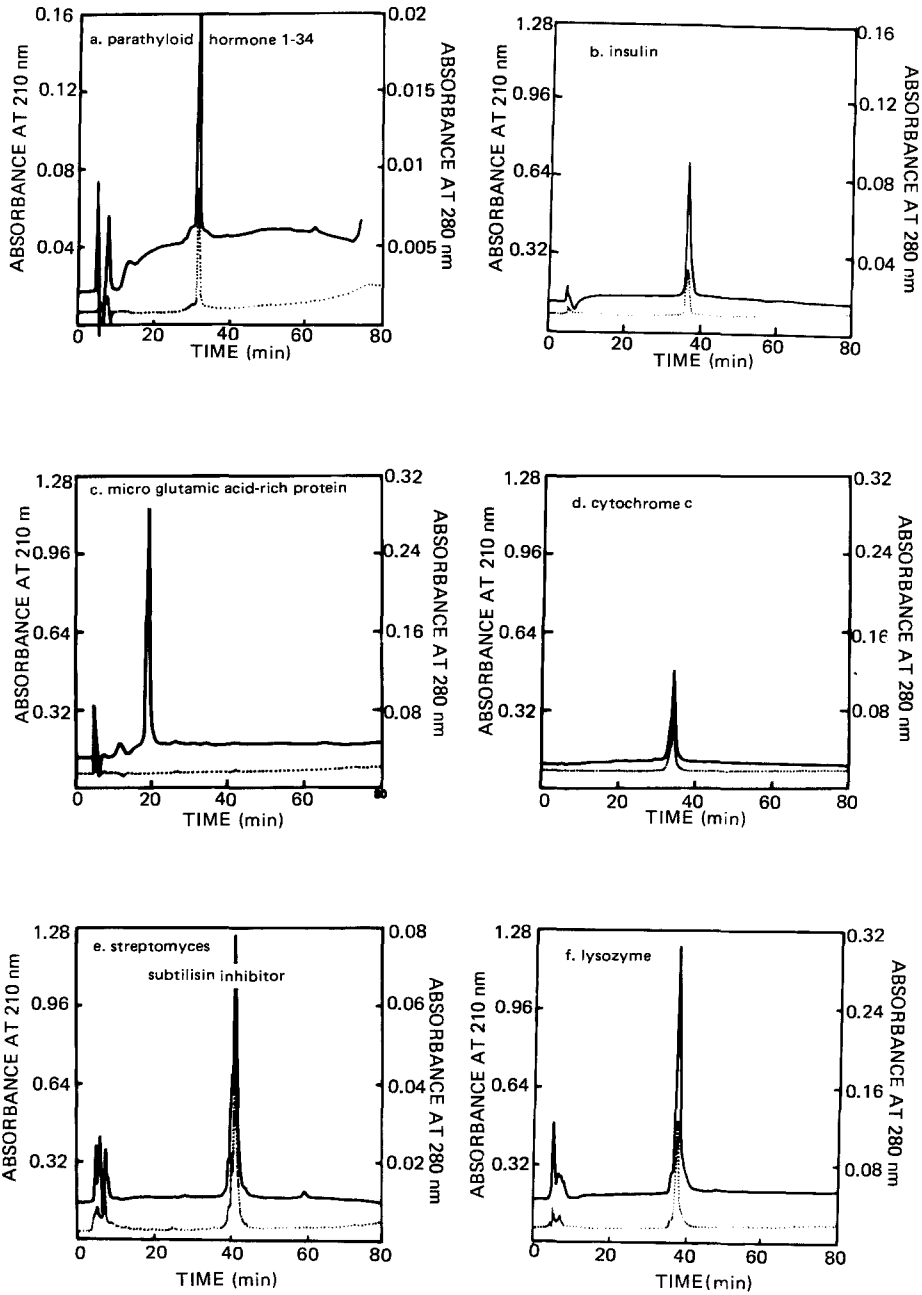 a. parathyloid hormone 1-34
ABSORBANCE AT 210 nm
0.16
0.12
0.08
0.04
0.02
0.015
0.01
0.005
ABSORBANCE AT 280 nm
0 20 40 60 80
TIME (min)
b. insulin
ABSORBANCE AT 210 nm
1.28
0.96
0.64
0.32
0.16
0.12
0.08
0.04
ABSORBANCE AT 280 nm
0 20 40 60 80
TIME (min)
c. micro glutamic acid-rich protein
ABSORBANCE AT 210 m
1.28
0.96
0.64
0.32
0.32
0.24
0.16
0.08
ABSORBANCE AT 280 nm
0 20 40 60 80
TIME (min)
d. cytochrome c
ABSORBANCE AT 210 nm
1.28
0.96
0.64
0.32
0.32
0.24
0.16
0.08
ABSORBANCE AT 280 nm
0 20 40 60 80
TIME (min)
e. streptomyces
subtilisin inhibitor
ABSORBANCE AT 210 nm
1.28
0.96
0.64
0.32
0.08
0.06
0.04
0.02
ABSORBANCE AT 280 nm
0 20 40 60 80
TIME (min)
f. lysozyme
ABSORBANCE AT 210 nm
1.28
0.96
0.64
0.32
0.32
0.24
0.16
0.08
ABSORBANCE AT 280 nm
0 20 40 60 80
TIME(min)